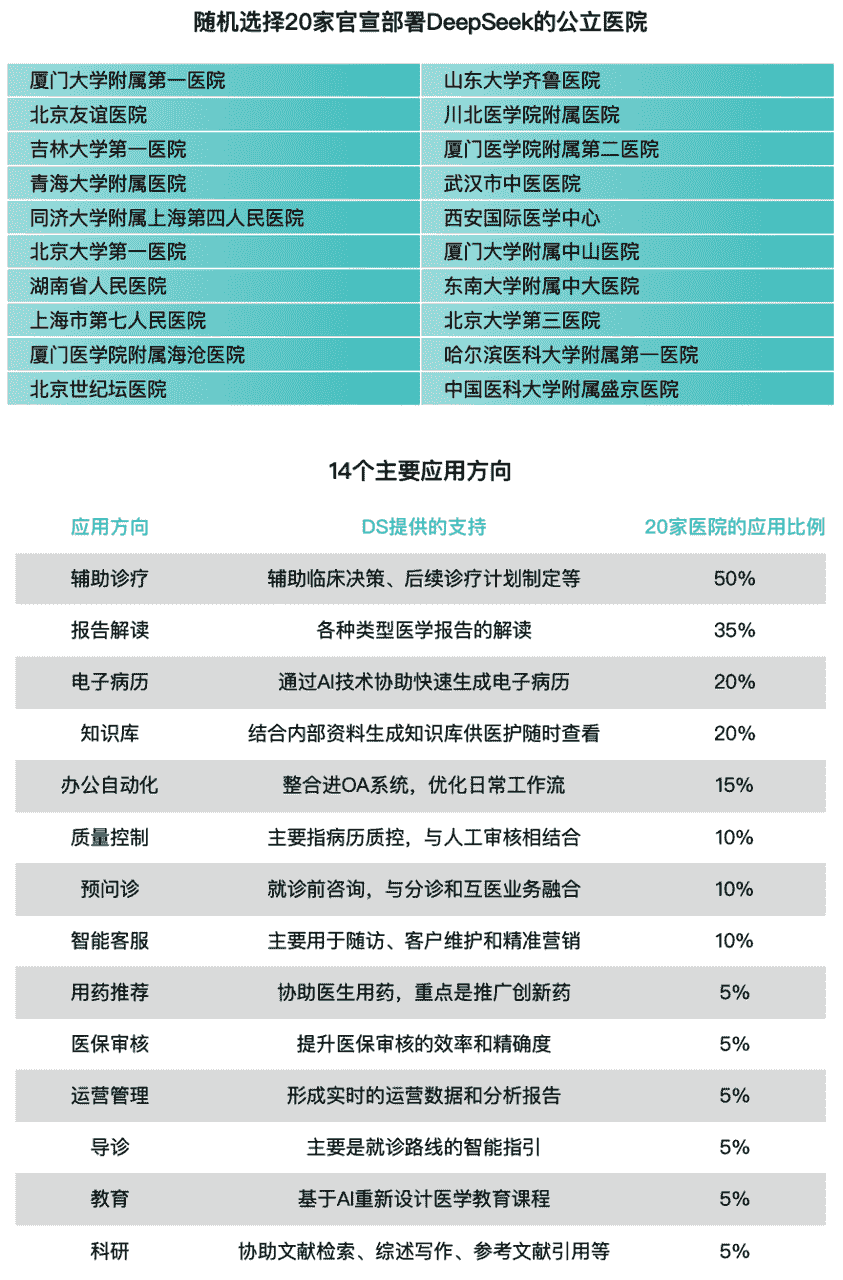 随机选择20家官宣部署DeepSeek的公立医院
厦门大学附属第一医院 山东大学齐鲁医院
北京友谊医院 川北医学院附属医院
吉林大学第一医院 厦门医学院附属第二医院
青海大学附属医院 武汉市中医医院
同济大学附属上海第四人民医院 西安国际医学中心
北京大学第一医院 厦门大学附属中山医院
湖南省人民医院 东南大学附属中大医院
上海市第七人民医院 北京大学第三医院
厦门医学院附属海沧医院 哈尔滨医科大学附属第一医院
北京世纪坛医院 中国医科大学附属盛京医院
14个主要应用方向
应用方向 DS提供的支持 20家医院的应用比例
辅助诊疗 辅助临床决策、后续诊疗计划制定等 50%
报告解读 各种类型医学报告的解读 35%
电子病历 通过AI技术协助快速生成电子病历 20%
知识库 结合内部资料生成知识库供医护随时查看 20%
办公自动化 整合进OA系统，优化日常工作流 15%
质量控制 主要指病历质控，与人工审核相结合 10%
预问诊 就诊前咨询，与分诊和互医业务融合 10%
智能客服 主要用于随访、客户维护和精准营销 10%
用药推荐 协助医生用药，重点是推广创新药 5%
医保审核 提升医保审核的效率和精确度 5%
运营管理 形成实时的运营数据和分析报告 5%
导诊 主要是就诊路线的智能指引 5%
教育 基于AI重新设计医学教育课程 5%
科研 协助文献检索、综述写作、参考文献引用等 5%